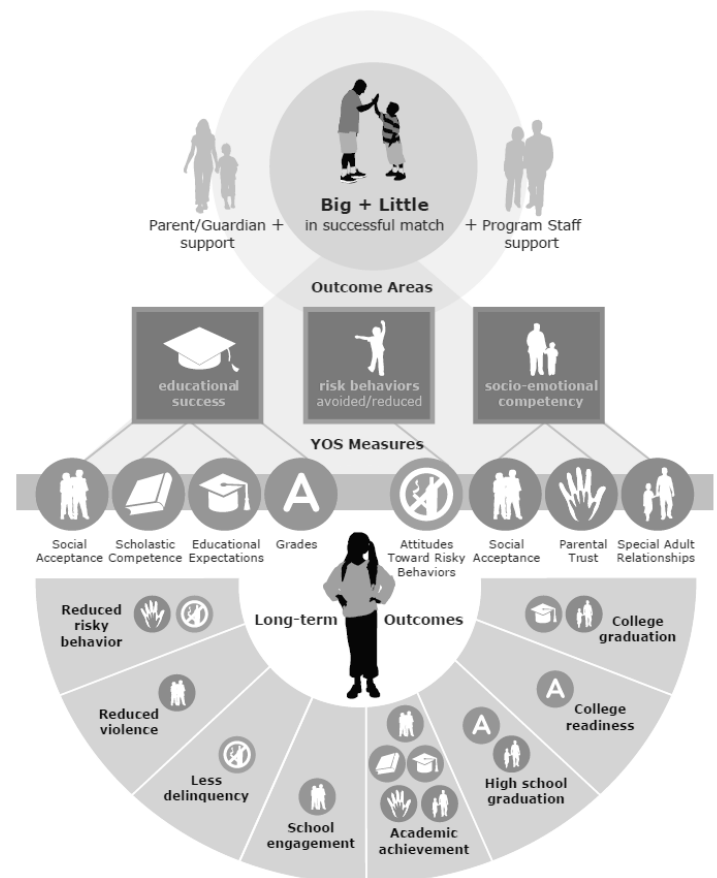 Big + Little
Parent/Guardian + in successful match + Program Staff
support support
Outcome Areas
educational
success
risk behaviors
avoided/reduced
socio-emotional
competency
YOS Measures
A
Social
Acceptance
Scholastic
Competence
Educational
Expectations
Grades
Attitudes
Toward Risky
Behaviors
Social
Acceptance
Parental
Trust
Special Adult
Relationships
Long-term Outcomes
Reduced
risky
behavior
Reduced
violence
Less
delinquency
School
engagement
Academic
achievement
A
High school
graduation
A
College
readiness
College
graduation